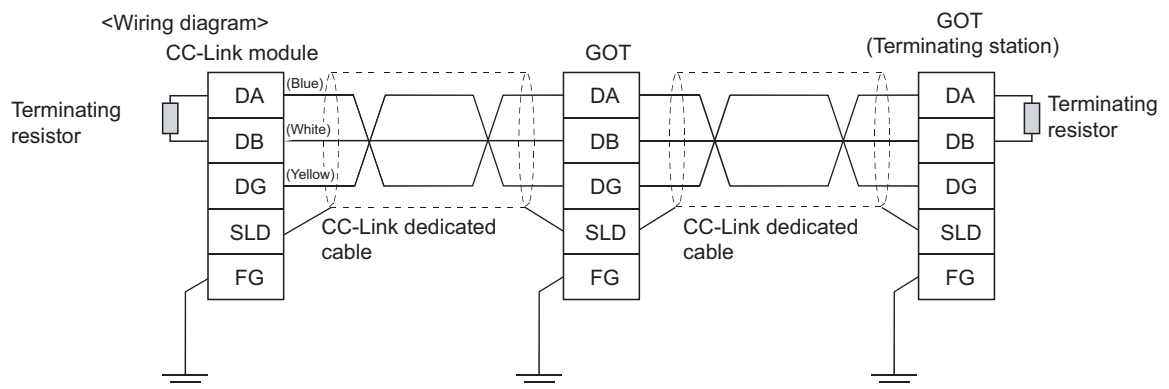 <Wiring diagram>
CC-Link module
GOT
GOT
(Terminating station)
Terminating
resistor
DA
DB
DG
SLD
FG
(Blue)
(White)
(Yellow)
CC-Link dedicated
cable
DA
DB
DG
SLD
FG
CC-Link dedicated
cable
DA
DB
DG
SLD
FG
Terminating
resistor